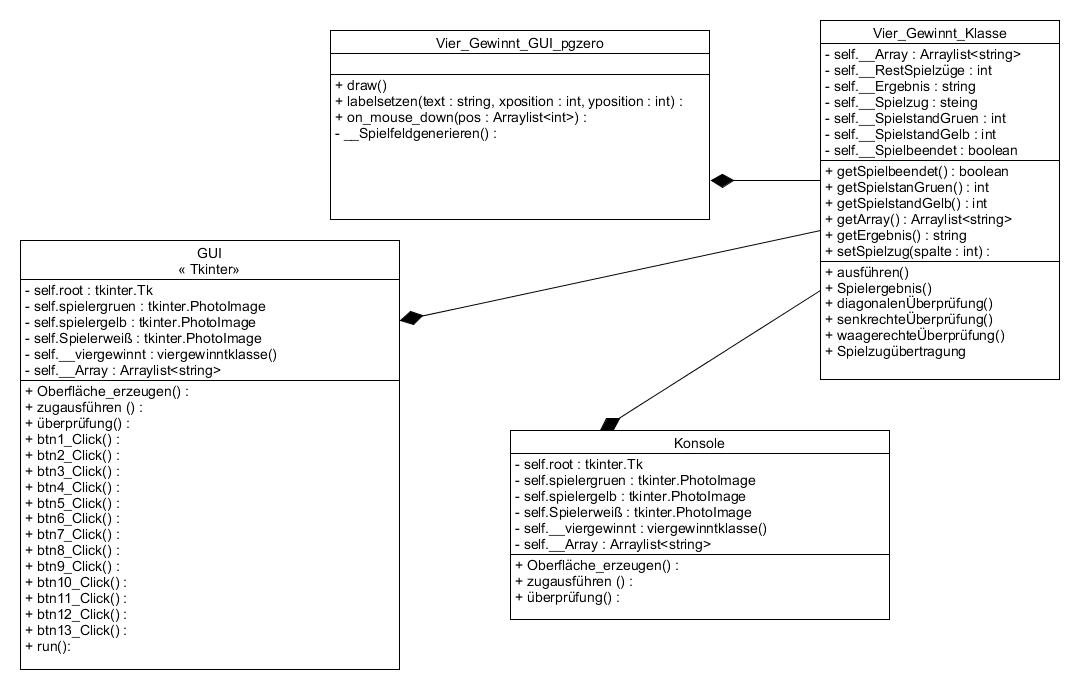 Vier_Gewinnt_GUI_pgzero
+ draw()
+ labelsetzen(text : string, xposition : int, yposition : int) :
+ on_mouse_down(pos : Arraylist<int>) :
- __Spielfeldgenerieren() :
Vier_Gewinnt_Klasse
- self.__Array : Arraylist<string>
- self.__RestSpielzüge : int
- self.__Ergebnis : string
- self.__Spielzug : steing
- self.__SpielstandGruen : int
- self.__SpielstandGelb : int
- self.__Spielbeendet : boolean
+ getSpielbeendet() : boolean
+ getSpielstanGruen() : int
+ getSpielstandGelb() : int
+ getArray() : Arraylist<string>
+ getErgebnis() : string
+ setSpielzug(spalte : int) :
+ ausführen()
+ Spielergebnis()
+ diagonalenÜberprüfung()
+ senkrechteÜberprüfung()
+ waagerechteÜberprüfung()
+ Spielzugübertragung
GUI
« Tkinter»
- self.root : tkinter.Tk
- self.spielergruen : tkinter.PhotoImage
- self.spielergelb : tkinter.PhotoImage
- self.Spielerweiß : tkinter.PhotoImage
- self.__viergewinnt : viergewinntklasse()
- self.__Array : Arraylist<string>
+ Oberfläche_erzeugen() :
+ zugausführen () :
+ überprüfung() :
+ btn1_Click() :
+ btn2_Click() :
+ btn3_Click() :
+ btn4_Click() :
+ btn5_Click() :
+ btn6_Click() :
+ btn7_Click() :
+ btn8_Click() :
+ btn9_Click() :
+ btn10_Click() :
+ btn11_Click() :
+ btn12_Click() :
+ btn13_Click() :
+ run():
Konsole
- self.root : tkinter.Tk
- self.spielergruen : tkinter.PhotoImage
- self.spielergelb : tkinter.PhotoImage
- self.Spielerweiß : tkinter.PhotoImage
- self.__viergewinnt : viergewinntklasse()
- self.__Array : Arraylist<string>
+ Oberfläche_erzeugen() :
+ zugausführen () :
+ überprüfung() :